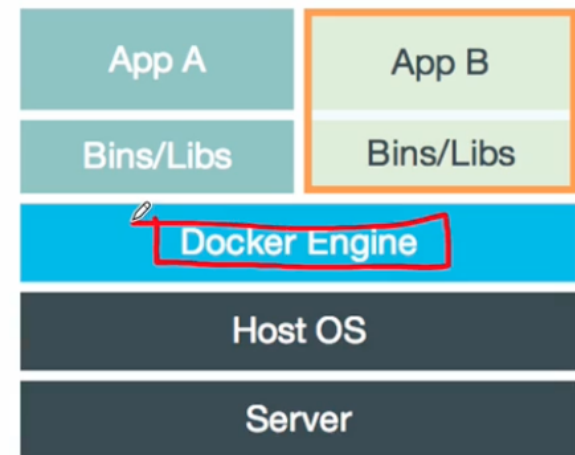 App A
App B
Bins/Libs
Bins/Libs
Docker Engine
Host OS
Server